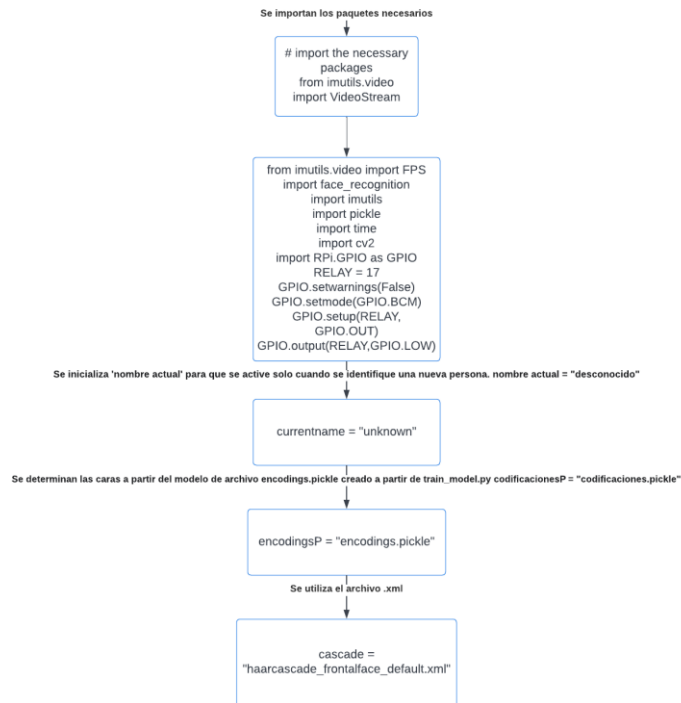 Se importan los paquetes necesarios
# import the necessary
packages
from imutils.video
import VideoStream
from imutils.video import FPS
import face_recognition
import imutils
import pickle
import time
import cv2
import RPi.GPIO as GPIO
RELAY = 17
GPIO.setwarnings(False)
GPIO.setmode(GPIO.BCM)
GPIO.setup(RELAY,
GPIO.OUT)
GPIO.output(RELAY,GPIO.LOW)
Se inicializa 'nombre actual' para que se active solo cuando se identifique una nueva persona. nombre actual = "desconocido"
currentname = "unknown"
Se determinan las caras a partir del modelo de archivo encodings.pickle creado a partir de train_model.py codificacionesP = "codificaciones.pickle"
encodingsP = "encodings.pickle"
Se utiliza el archivo .xml
cascade =
"haarcascade_frontalface_default.xml"